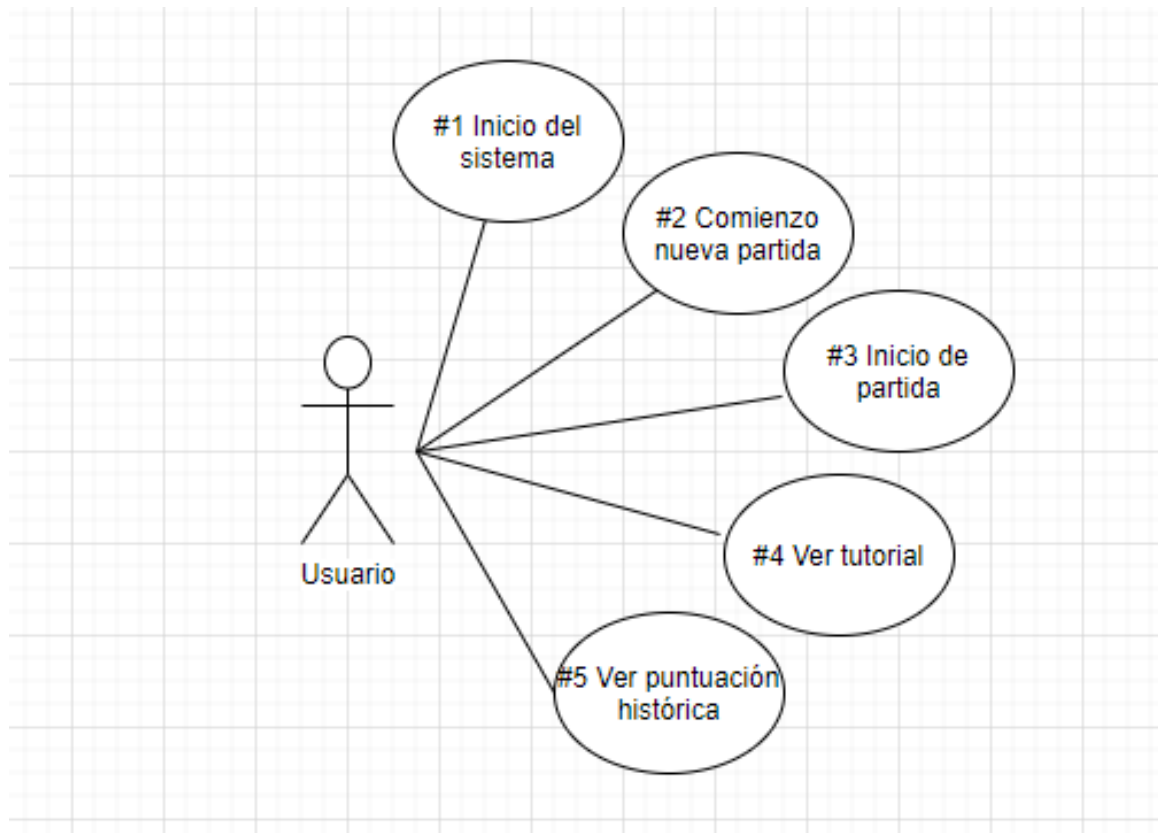 #1 Inicio del
sistema
#2 Comienzo
nueva partida
#3 Inicio de
partida
#4 Ver tutorial
Usuario
#5 Ver puntuación
histórica